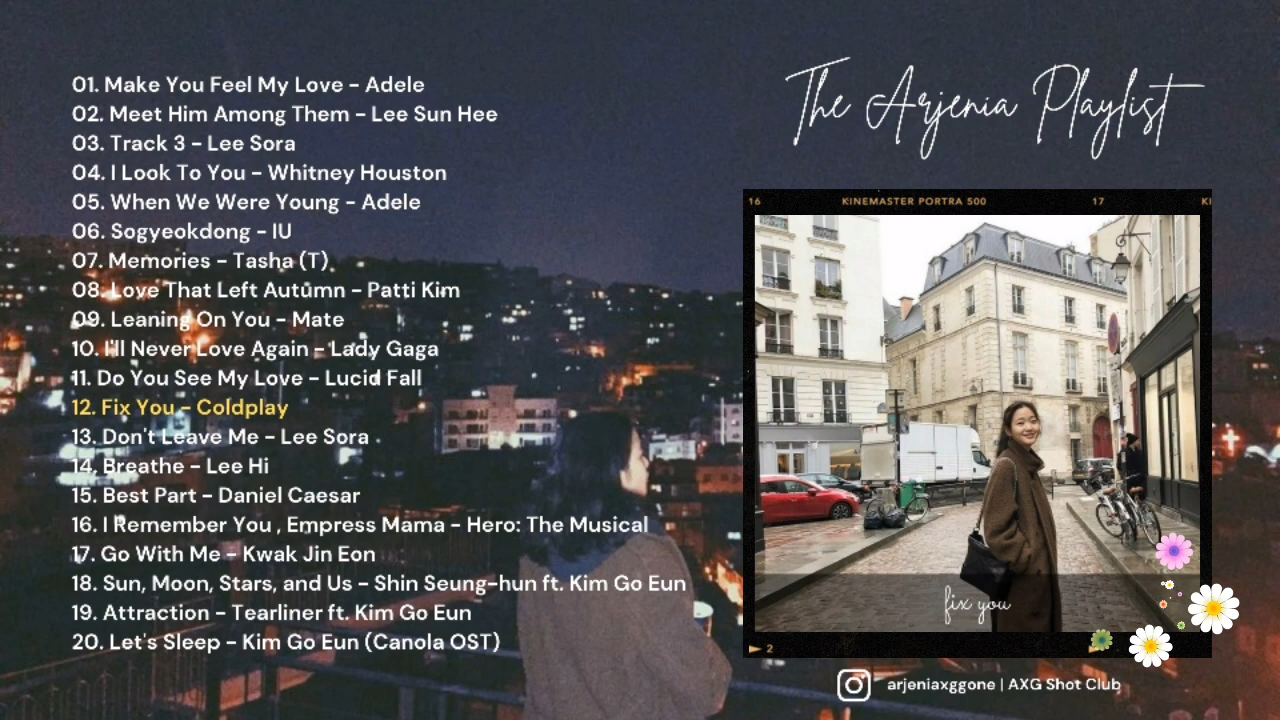 01. Make You Feel My Love - Adele
02. Meet Him Among Them - Lee Sun Hee
03. Track 3 - Lee Sora
04. I Look To You - Whitney Houston
05. When We Were Young - Adele
06. Sogyeokdong - IU
07. Memories - Tasha (T)
08. Love That Left Autumn - Patti Kim
09. Leaning On You - Mate
10. I'll Never Love Again - Lady Gaga
11. Do You See My Love - Lucid Fall
12. Fix You - Coldplay
13. Don't Leave Me - Lee Sora
14. Breathe - Lee Hi
15. Best Part - Daniel Caesar
16. I Remember You , Empress Mama - Hero: The Musical
17. Go With Me - Kwak Jin Eon
18. Sun, Moon, Stars, and Us - Shin Seung-hun ft. Kim Go Eun
19. Attraction - Tearliner ft. Kim Go Eun
20. Let's Sleep - Kim Go Eun (Canola OST)
The Arjenia Playlist
16 KINEMASTER PORTRA 500 17 KI
fix you
2
arjeniaxggone | AXG Shot Club